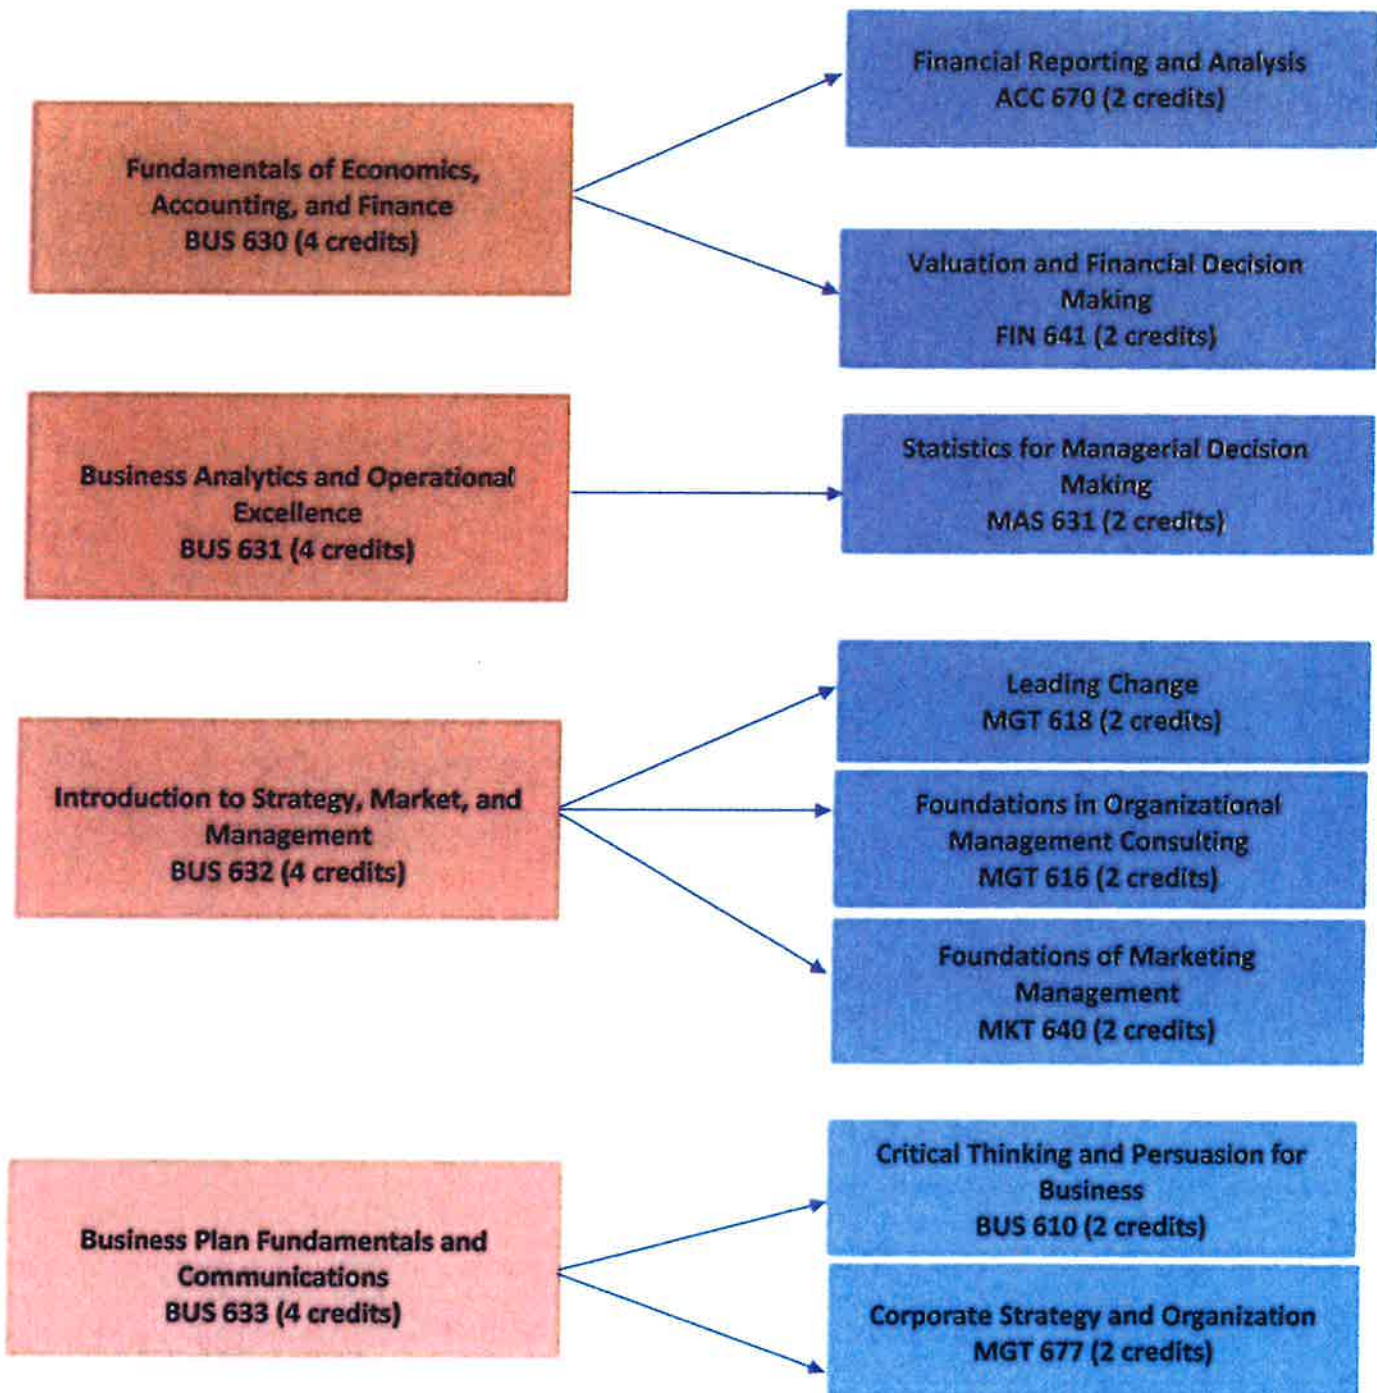 Fundamentals of Economics,
Accounting, and Finance
BUS 630 (4 credits)
Financial Reporting and Analysis
ACC 670 (2 credits)
Valuation and Financial Decision
Making
FIN 641 (2 credits)
Business Analytics and Operational
Excellence
BUS 631 (4 credits)
Statistics for Managerial Decision
Making
MAS 631 (2 credits)
Introduction to Strategy, Market, and
Management
BUS 632 (4 credits)
Leading Change
MGT 618 (2 credits)
Foundations in Organizational
Management Consulting
MGT 616 (2 credits)
Foundations of Marketing
Management
MKT 640 (2 credits)
Business Plan Fundamentals and
Communications
BUS 633 (4 credits)
Critical Thinking and Persuasion for
Business
BUS 610 (2 credits)
Corporate Strategy and Organization
MGT 677 (2 credits)